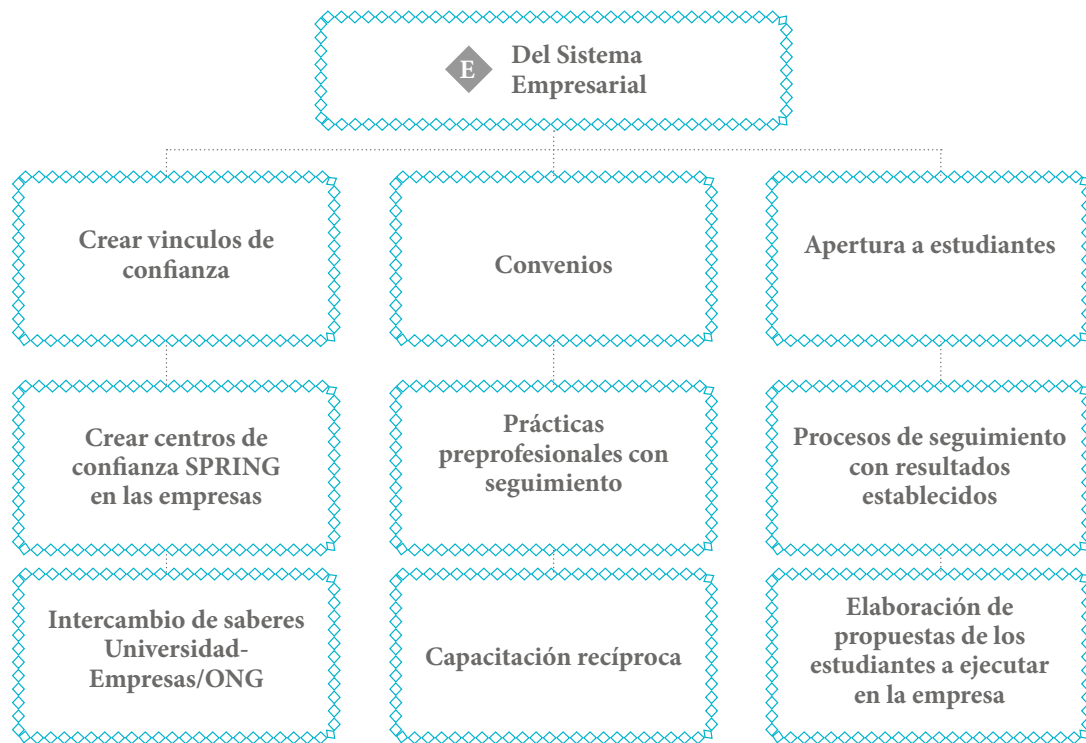 E
Del Sistema
Empresarial
Crear vinculos de
confianza
Convenios
Apertura a estudiantes
Crear centros de
confianza SPRING
en las empresas
Prácticas
preprofesionales con
seguimiento
Procesos de seguimiento
con resultados
establecidos
Intercambio de saberes
Universidad-
Empresas/ONG
Capacitación recíproca
Elaboración de
propuestas de los
estudiantes a ejecutar
en la empresa